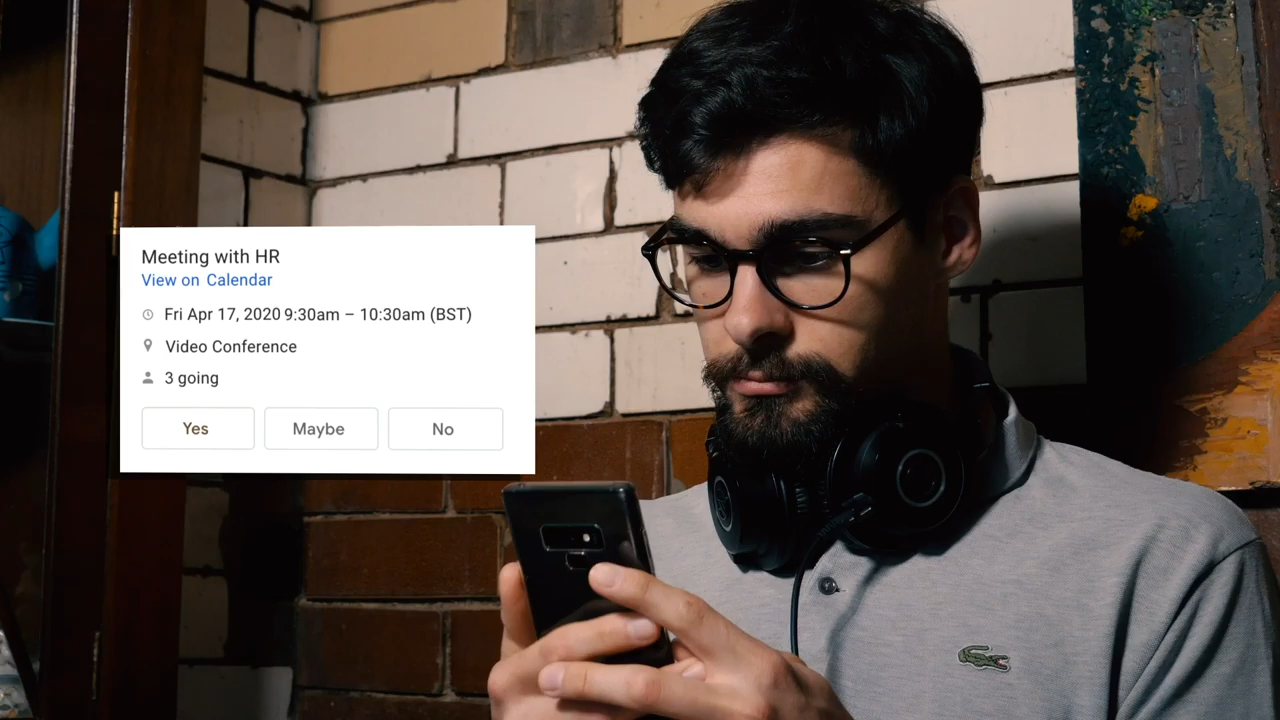 Meeting with HR
View on Calendar
Fri Apr 17, 2020 9:30am – 10:30am (BST)
Video Conference
3 going
Yes
Maybe
No